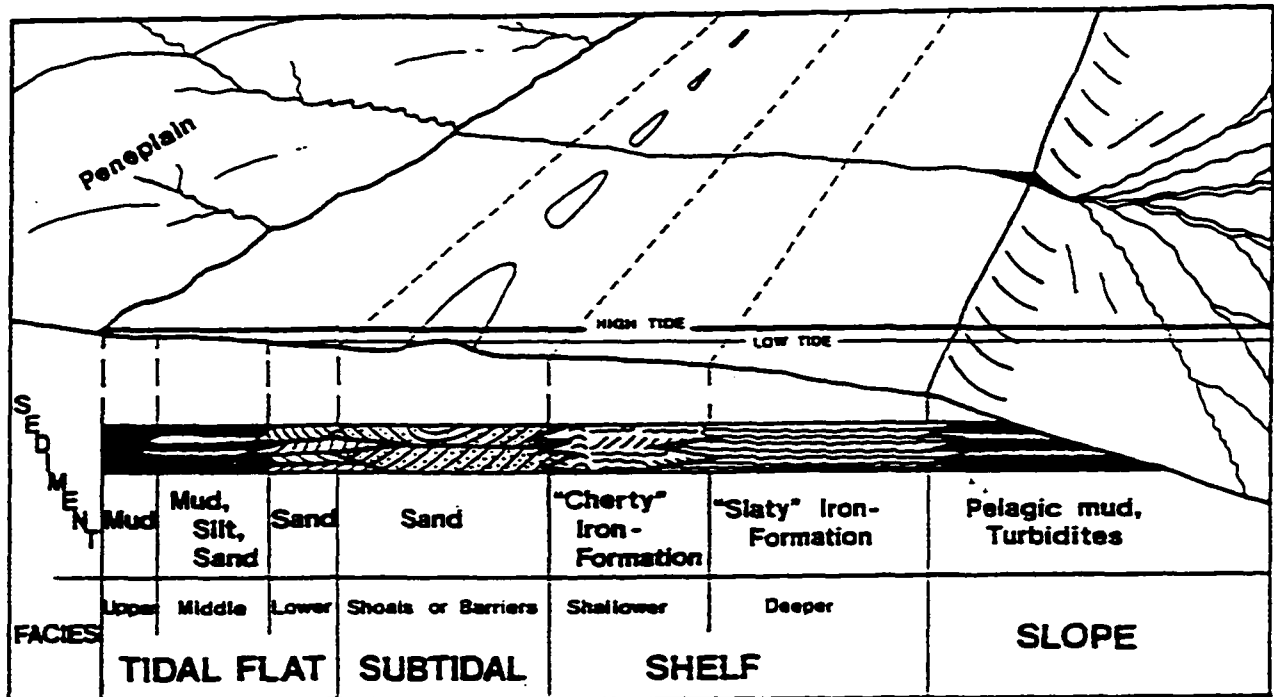 Peneplain
HIGH TIDE
LOW TIDE
SEDIMENT
Mud
Mud,
Silt,
Sand
Sand
Sand
"Cherty"
Iron-
Formation
"Slaty" Iron-
Formation
Pelagic mud,
Turbidites
FACIES
Upper
Middle
Lower
Shoals or Barriers
Shallower
Deeper
TIDAL FLAT
SUBTIDAL
SHELF
SLOPE